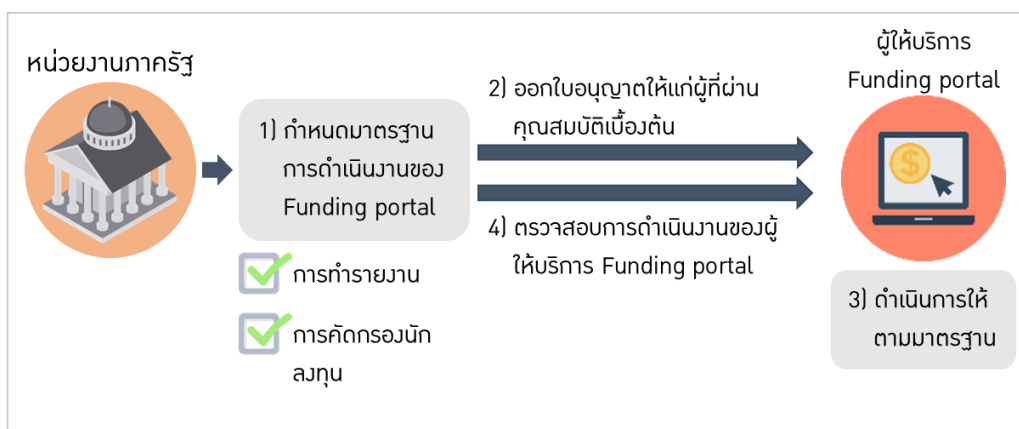 หน่วยงานภาครัฐ
1) กำหนดมาตรฐาน
การดำเนินงานของ
Funding portal
การทำรายงาน
การคัดกรองนัก
ลงทุน
2) ออกใบอนุญาตให้แก่ผู้ที่ผ่าน
คุณสมบัติเบื้องต้น
4) ตรวจสอบการดำเนินงานของผู้
ให้บริการ Funding portal
ผู้ให้บริการ
Funding portal
3) ดำเนินการให้
ตามมาตรฐาน